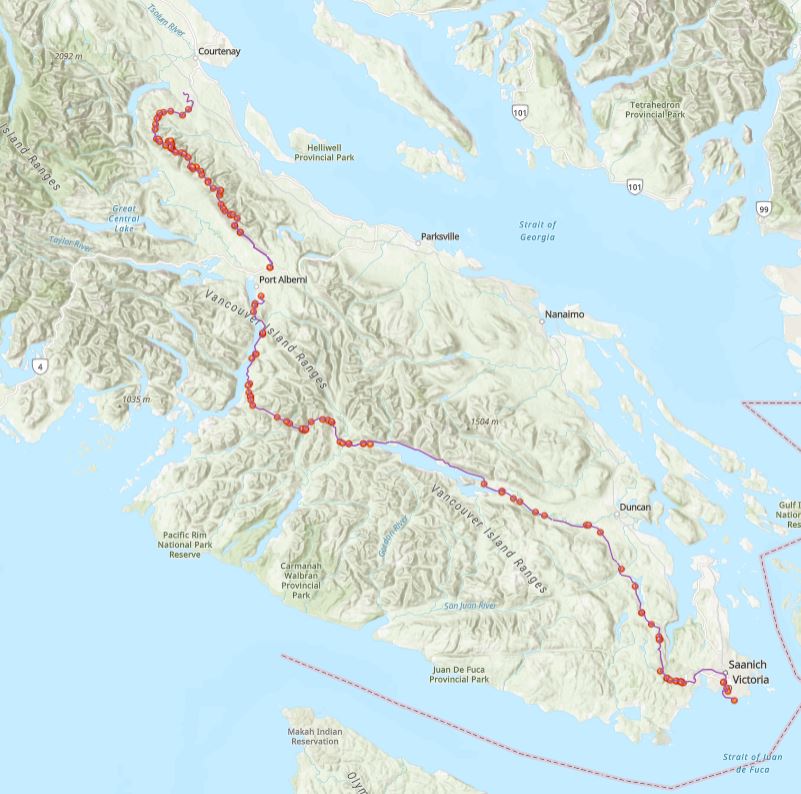 Tsolum River
Courtenay
2092 m
101
Tetrahedron
Provincial Park
Island Ranges
Helliwell
Provincial Park
101
99
Great
Central
Lake
Strait of
Georgia
Taylor River
Parksville
Port Alberni
Vancouver Island Ranges
Nanaimo
4
1035 m
1504 m
Vancouver Island Ranges
Duncan
Gulf I
Nation
Res
Pacific Rim
National Park
Reserve
Gordon River
Carmanah
Walbran
Provincial
Park
San Juan River
Saanich
Victoria
Juan De Fuca
Provincial Park
Makah Indian
Reservation
Strait of Juan
de Fuca
Olym